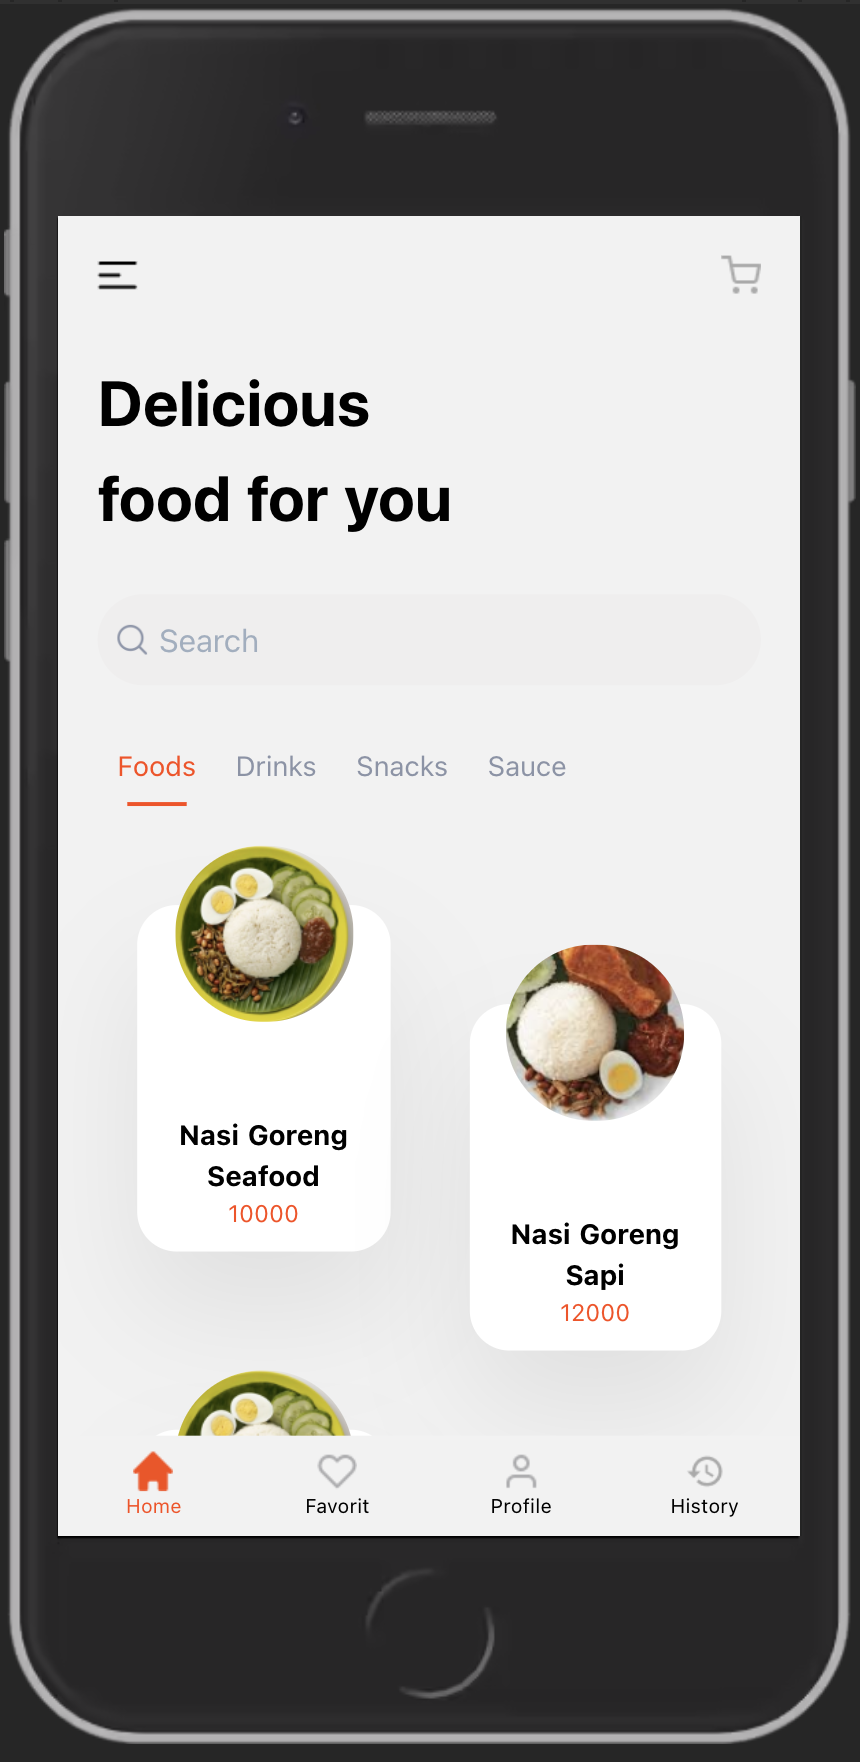 Delicious
food for you
Search
Foods Drinks Snacks Sauce
Nasi Goreng
Seafood
10000
Nasi Goreng
Sapi
12000
Home Favorit Profile History